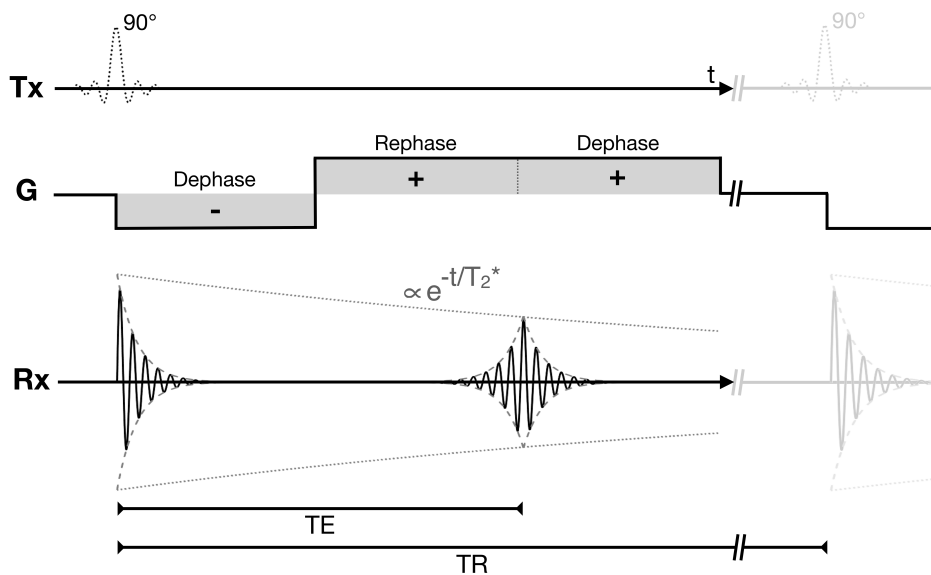 90°
90°
Tx
t
Rephase
Dephase
Dephase
G
+
+
-
∝e^-t/T₂*
Rx
TE
TR